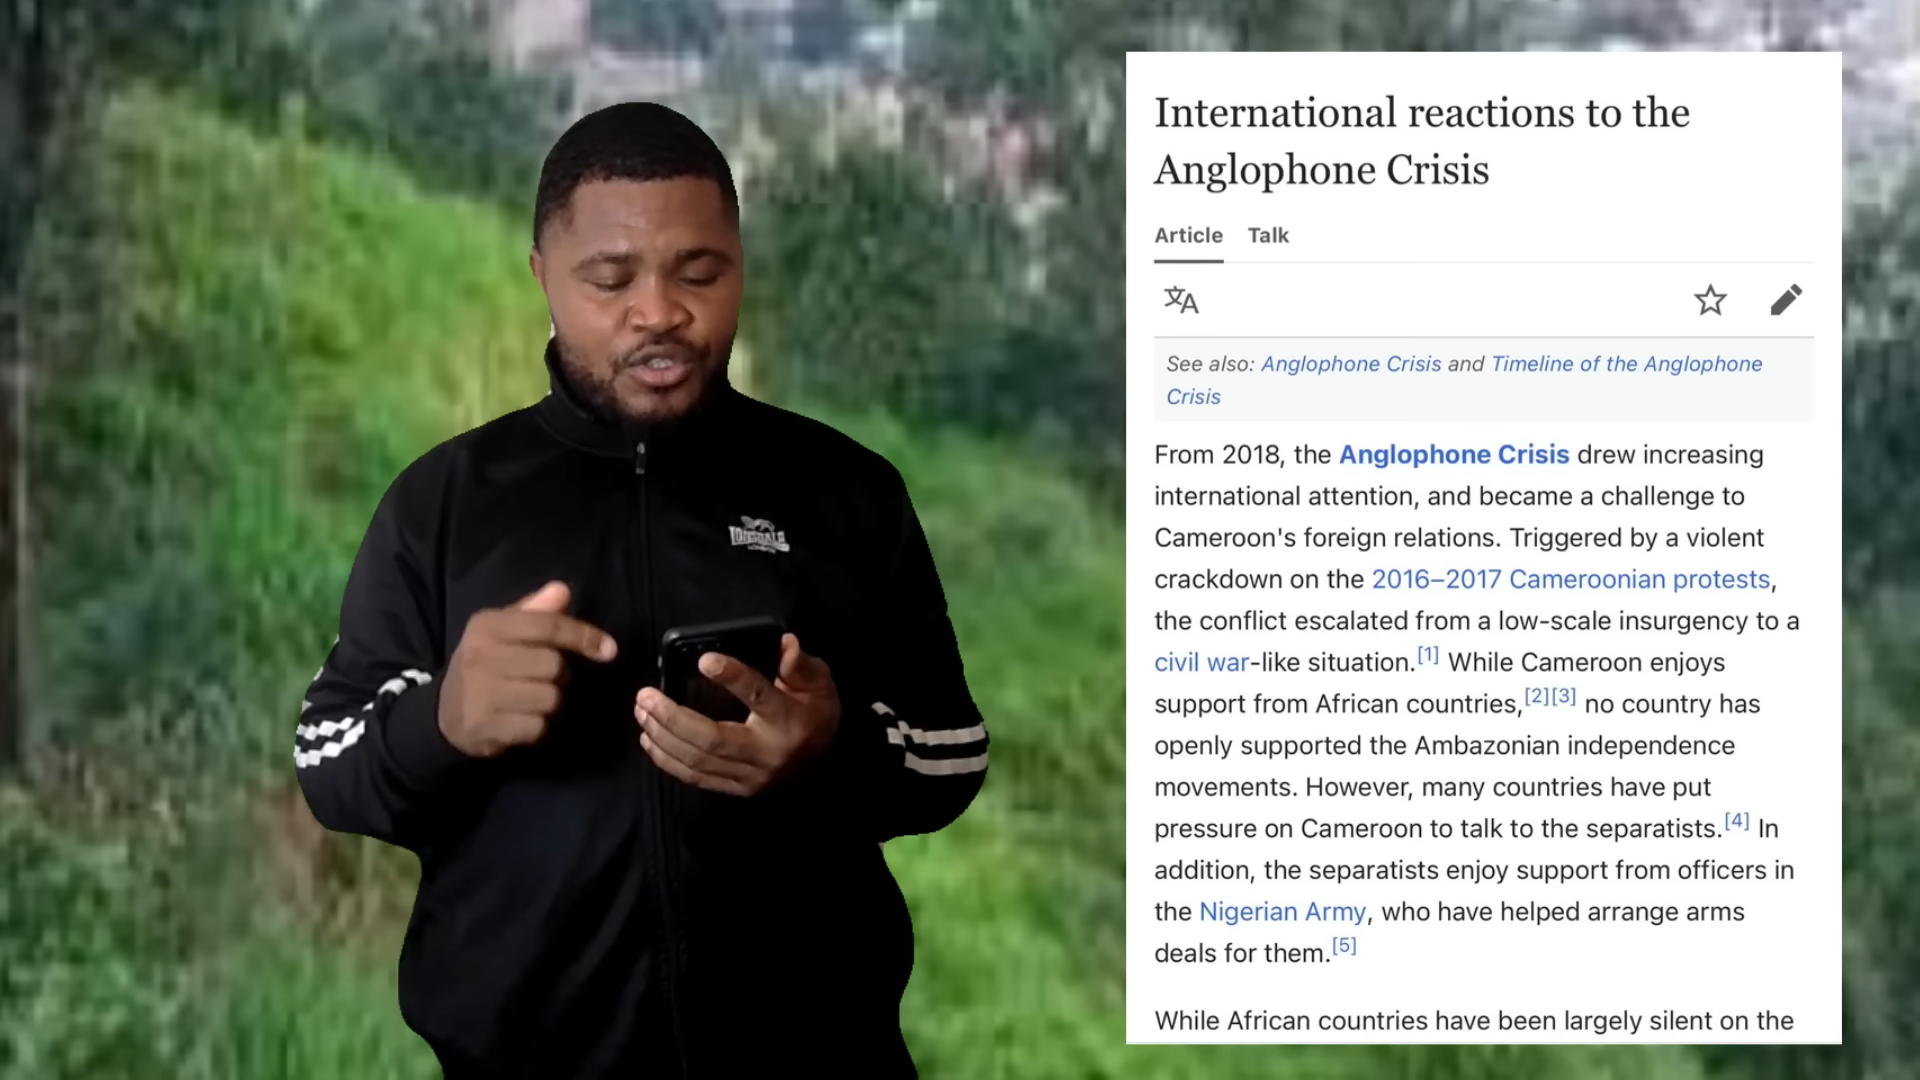 International reactions to the
Anglophone Crisis
Article Talk
See also: Anglophone Crisis and Timeline of the Anglophone
Crisis
From 2018, the Anglophone Crisis drew increasing
international attention, and became a challenge to
Cameroon's foreign relations. Triggered by a violent
crackdown on the 2016–2017 Cameroonian protests,
the conflict escalated from a low-scale insurgency to a
civil war-like situation.[1] While Cameroon enjoys
support from African countries,[2][3] no country has
openly supported the Ambazonian independence
movements. However, many countries have put
pressure on Cameroon to talk to the separatists.[4] In
addition, the separatists enjoy support from officers in
the Nigerian Army, who have helped arrange arms
deals for them.[5]
While African countries have been largely silent on the
LONSDALE